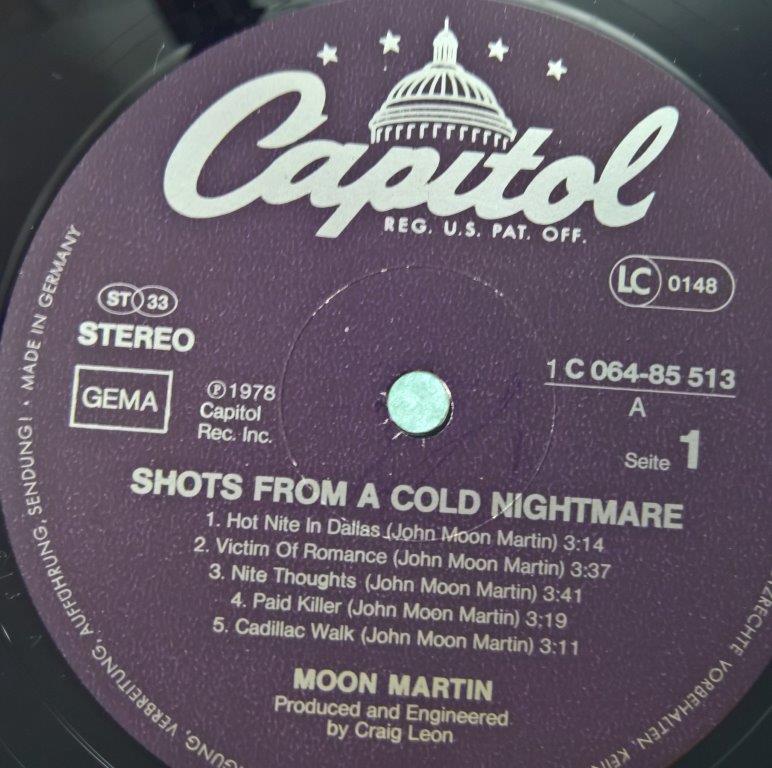 Capitol
REG. U.S. PAT. OFF.
LC 0148
ST 33
STEREO
GEMA
℗ 1978
Capitol
Rec. Inc.
1 C 064-85 513
A
Seite 1
SHOTS FROM A COLD NIGHTMARE
1. Hot Nite In Dallas (John Moon Martin) 3:14
2. Victim Of Romance (John Moon Martin) 3:37
3. Nite Thoughts (John Moon Martin) 3:41
4. Paid Killer (John Moon Martin) 3:19
5. Cadillac Walk (John Moon Martin) 3:11
MOON MARTIN
Produced and Engineered
by Craig Leon
VERBREITUNG, AUFFÜHRUNG, SENDUNG! · MADE IN GERMANY
VORBEHALTEN.